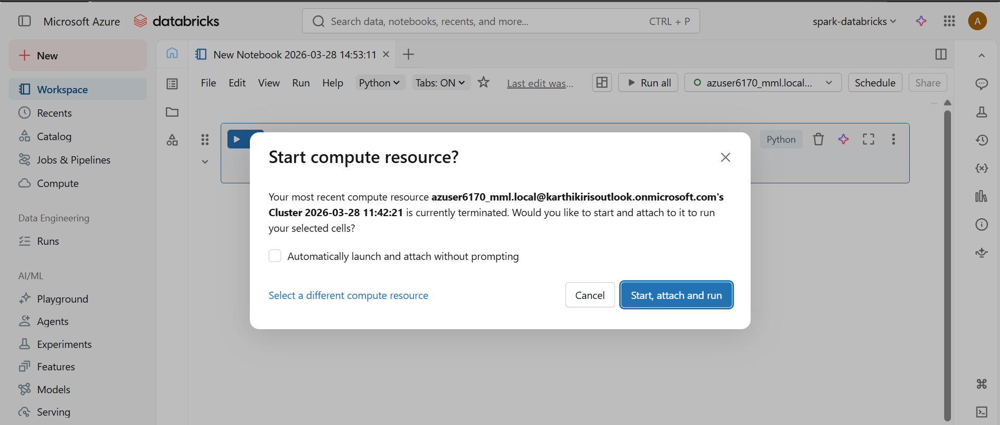 Microsoft Azure databricks
Search data, notebooks, recents, and more... CTRL + P
spark-databricks
A
New
Workspace
Recents
Catalog
Jobs & Pipelines
Compute
Data Engineering
Runs
AI/ML
Playground
Agents
Experiments
Features
Models
Serving
New Notebook 2026-03-28 14:53:11
File Edit View Run Help Python Tabs: ON Last edit was... Run all azuser6170_mml.local... Schedule Share
Python
Start compute resource?
Your most recent compute resource azuser6170_mml.local@karthikirisoutlook.onmicrosoft.com's
Cluster 2026-03-28 11:42:21 is currently terminated. Would you like to start and attach to it to run
your selected cells?
Automatically launch and attach without prompting
Select a different compute resource Cancel Start, attach and run